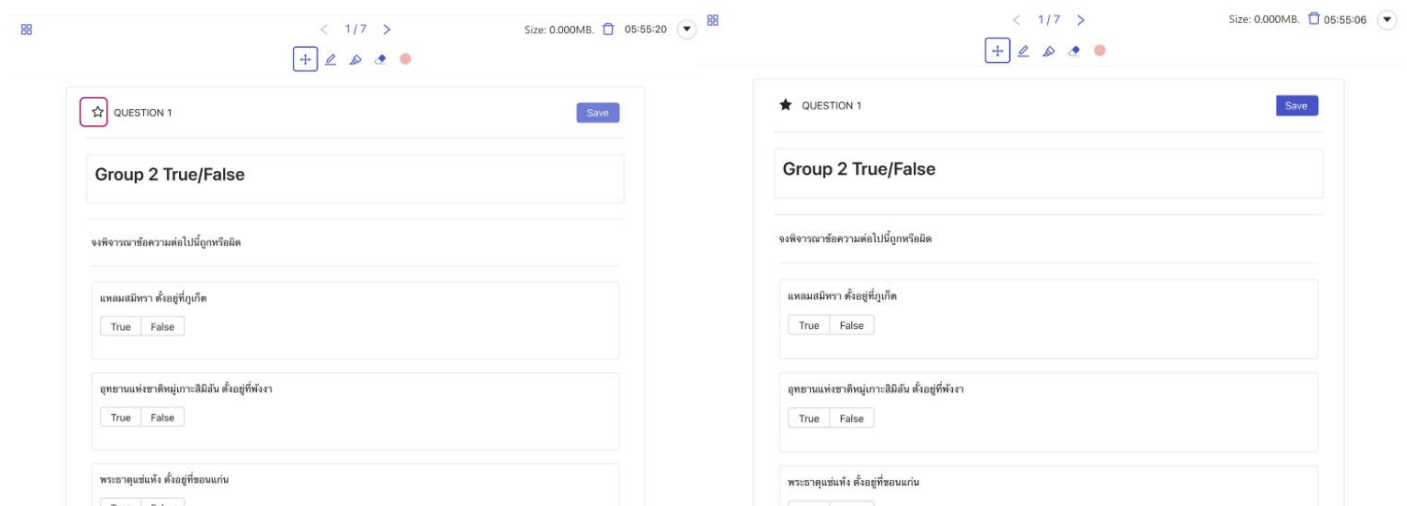 < 1/7 >
Size: 0.000MB.
05:55:20
QUESTION 1
Save
Group 2 True/False
จงพิจารณาข้อความต่อไปนี้ถูกหรือผิด
แหลมสมิหรา ตั้งอยู่ที่ภูเก็ต
True False
อุทยานแห่งชาติหมู่เกาะสิมิลัน ตั้งอยู่ที่พังงา
True False
พระธาตุแช่แห้ง ตั้งอยู่ที่ขอนแก่น
< 1/7 >
Size: 0.000MB.
05:55:06
QUESTION 1
Save
Group 2 True/False
จงพิจารณาข้อความต่อไปนี้ถูกหรือผิด
แหลมสมิหรา ตั้งอยู่ที่ภูเก็ต
True False
อุทยานแห่งชาติหมู่เกาะสิมิลัน ตั้งอยู่ที่พังงา
True False
พระธาตุแช่แห้ง ตั้งอยู่ที่ขอนแก่น